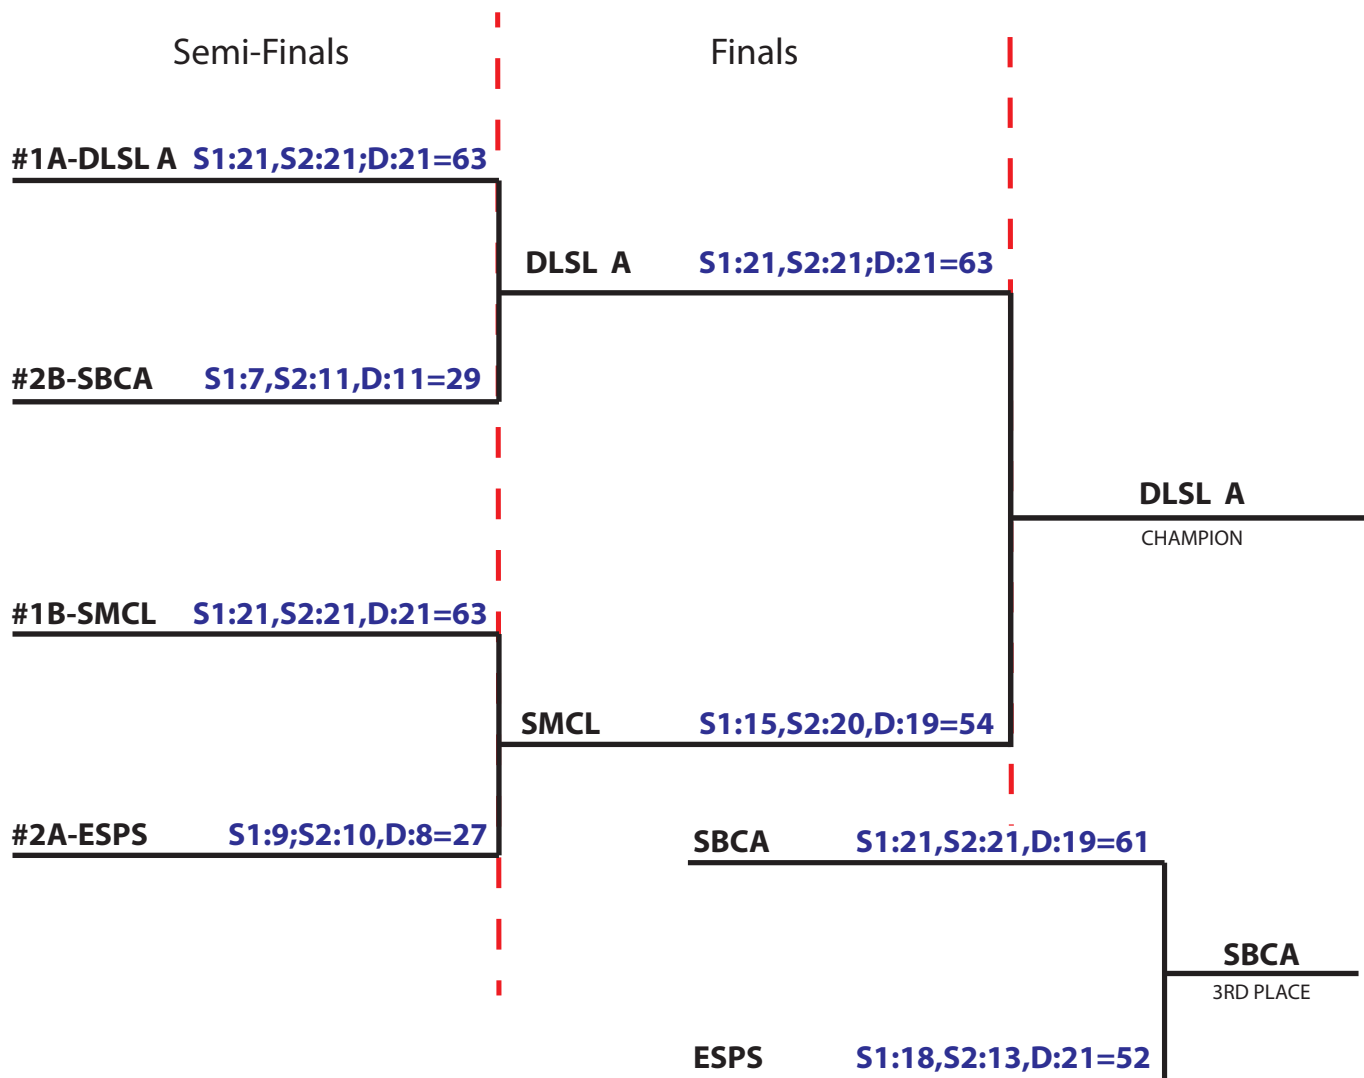 Semi-Finals
Finals
#1A-DLSL A S1:21,S2:21;D:21=63
DLSL A S1:21,S2:21;D:21=63
#2B-SBCA S1:7,S2:11,D:11=29
DLSL A
CHAMPION
#1B-SMCL S1:21,S2:21,D:21=63
SMCL S1:15,S2:20,D:19=54
#2A-ESPS S1:9;S2:10,D:8=27
SBCA S1:21,S2:21,D:19=61
SBCA
3RD PLACE
ESPS S1:18,S2:13,D:21=52